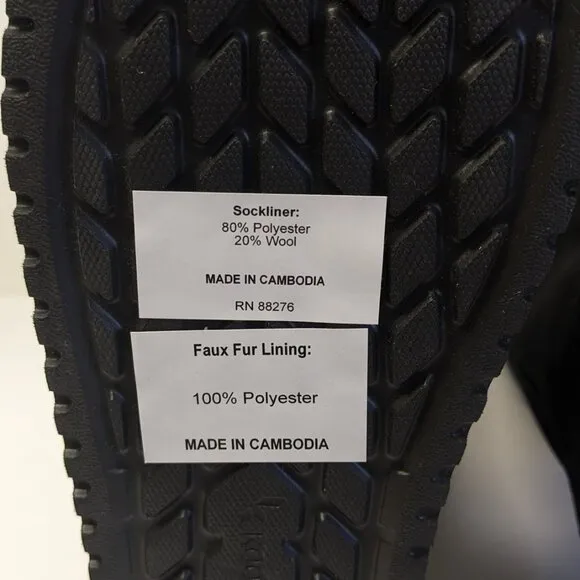 Sockliner:
80% Polyester
20% Wool
MADE IN CAMBODIA
RN 88276
Faux Fur Lining:
100% Polyester
MADE IN CAMBODIA